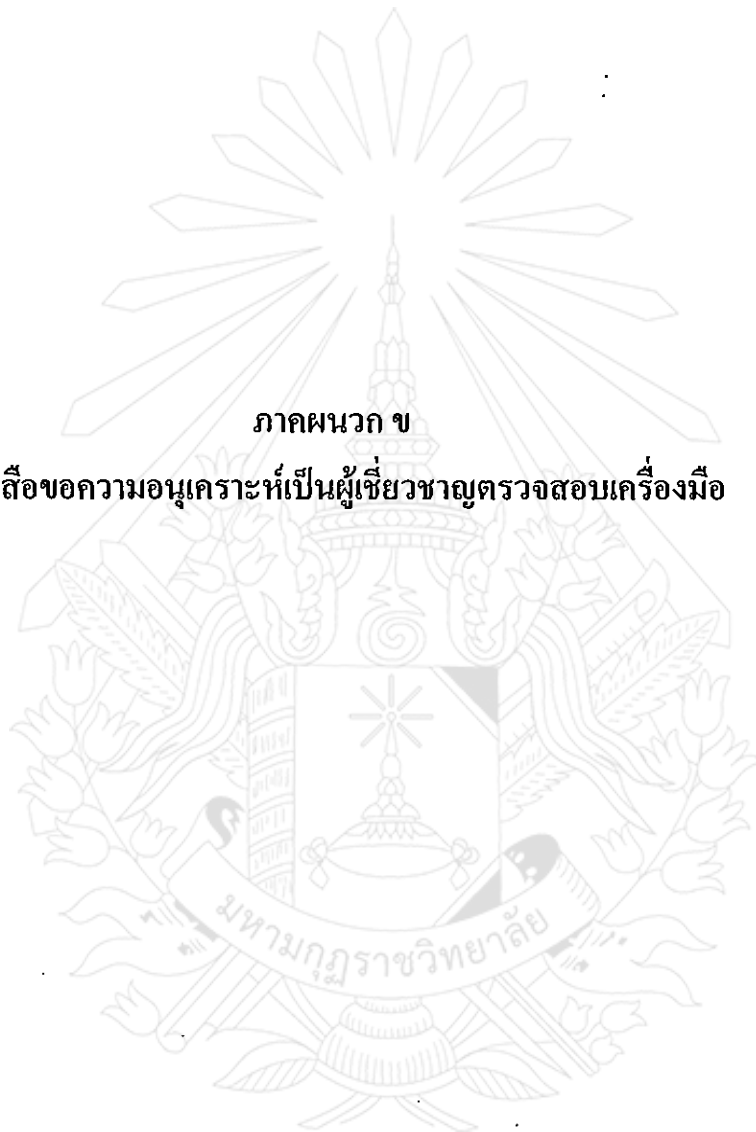 ภาคผนวก ข
สือขอความอนุเคราะห์เป็นผู้เชี่ยวชาญตรวจสอบเครื่องมือ
มหามกุฏราชวิทยาลัย